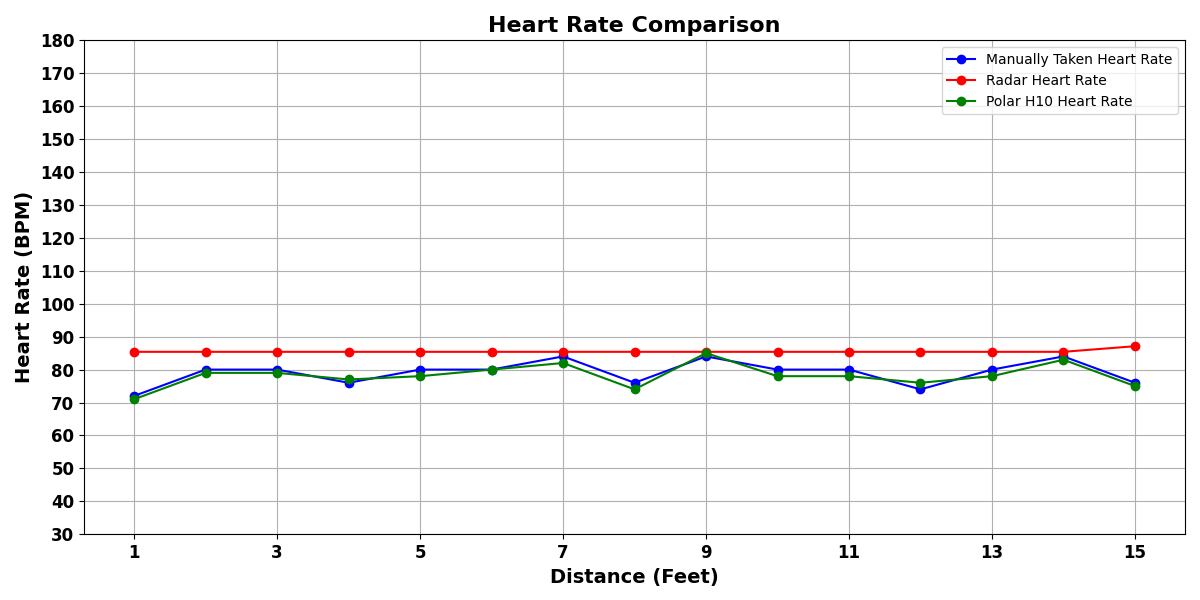 Heart Rate Comparison
180
170
160
150
140
130
120
110
100
90
80
70
60
50
40
30
Heart Rate (BPM)
Manually Taken Heart Rate
Radar Heart Rate
Polar H10 Heart Rate
1 3 5 7 9 11 13 15
Distance (Feet)